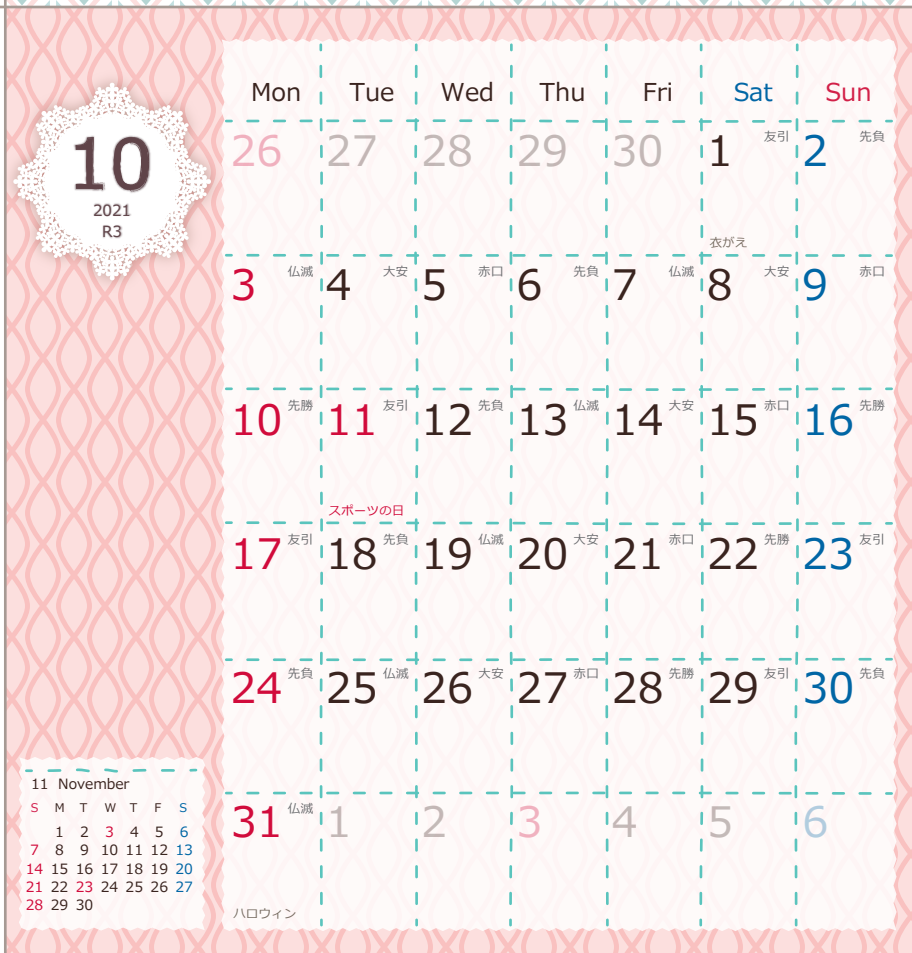 10
2021
R3
Mon Tue Wed Thu Fri Sat Sun
26 27 28 29 30 1 友引 2 先負
衣がえ
3 仏滅 4 大安 5 赤口 6 先負 7 仏滅 8 大安 9 赤口
10 先勝 11 友引 12 先負 13 仏滅 14 大安 15 赤口 16 先勝
スポーツの日
17 友引 18 先負 19 仏滅 20 大安 21 赤口 22 先勝 23 友引
24 先負 25 仏滅 26 大安 27 赤口 28 先勝 29 友引 30 先負
31 仏滅 1 2 3 4 5 6
ハロウィン
11 November
S M T W T F S
1 2 3 4 5 6
7 8 9 10 11 12 13
14 15 16 17 18 19 20
21 22 23 24 25 26 27
28 29 30